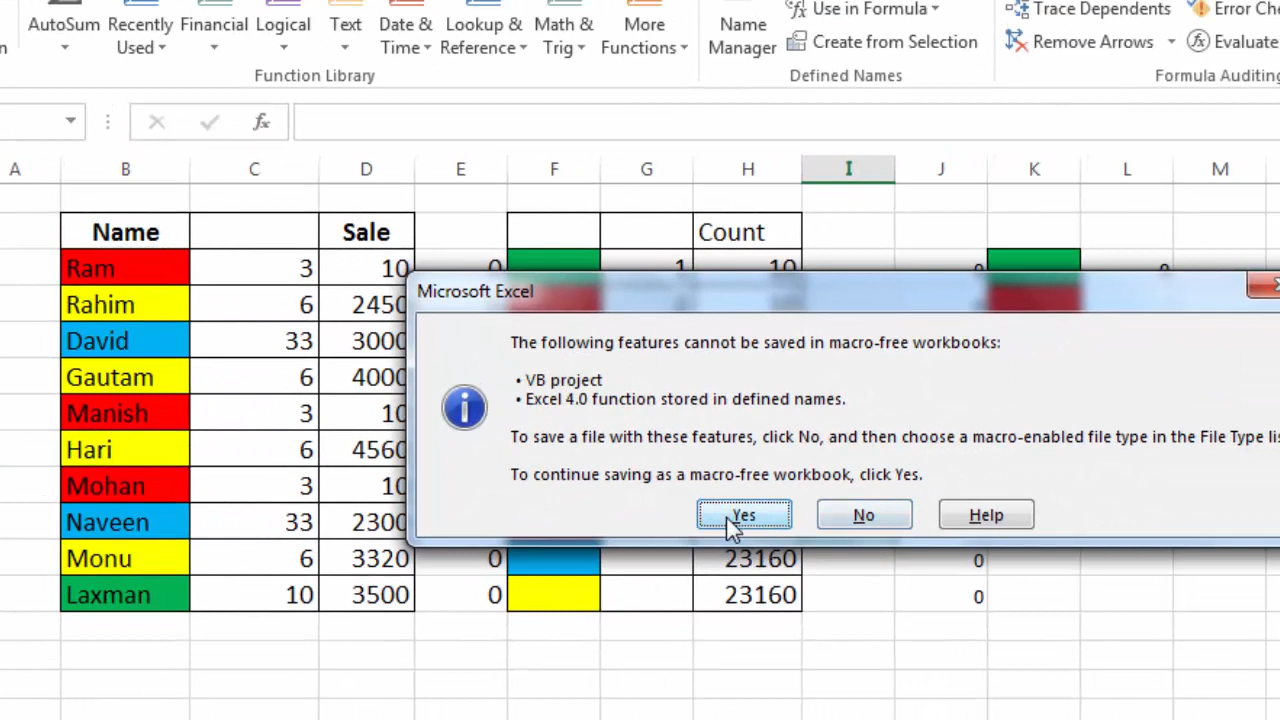 AutoSum Recently Used Financial Logical Text Date & Time Lookup & Reference Math & Trig More Functions
Function Library
Name Manager
Use in Formula
Create from Selection
Defined Names
Trace Dependents
Remove Arrows
Error Che
Evaluate
Formula Auditing
fx
A B C D E F G H I J K L M
Name Sale Count
Ram 3 10 0 1 10 0 0
Rahim 6 2450
David 33 3000
Gautam 6 4000
Manish 3 10
Hari 6 4560
Mohan 3 10
Naveen 33 2300
Monu 6 3320 0 23160 0
Laxman 10 3500 0 23160 0
Microsoft Excel
The following features cannot be saved in macro-free workbooks:
• VB project
• Excel 4.0 function stored in defined names.
To save a file with these features, click No, and then choose a macro-enabled file type in the File Type lis
To continue saving as a macro-free workbook, click Yes.
Yes No Help